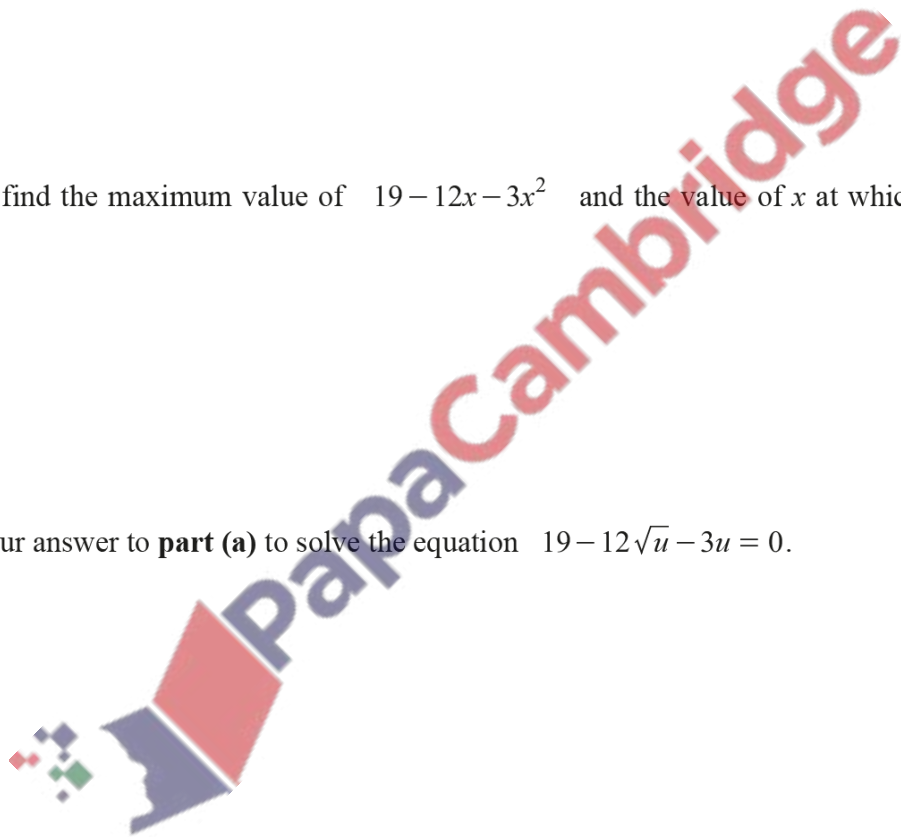 find the maximum value of 19 − 12x − 3x² and the value of x at
ur answer to part (a) to solve the equation 19 − 12√u − 3u = 0.
PapaCambridge